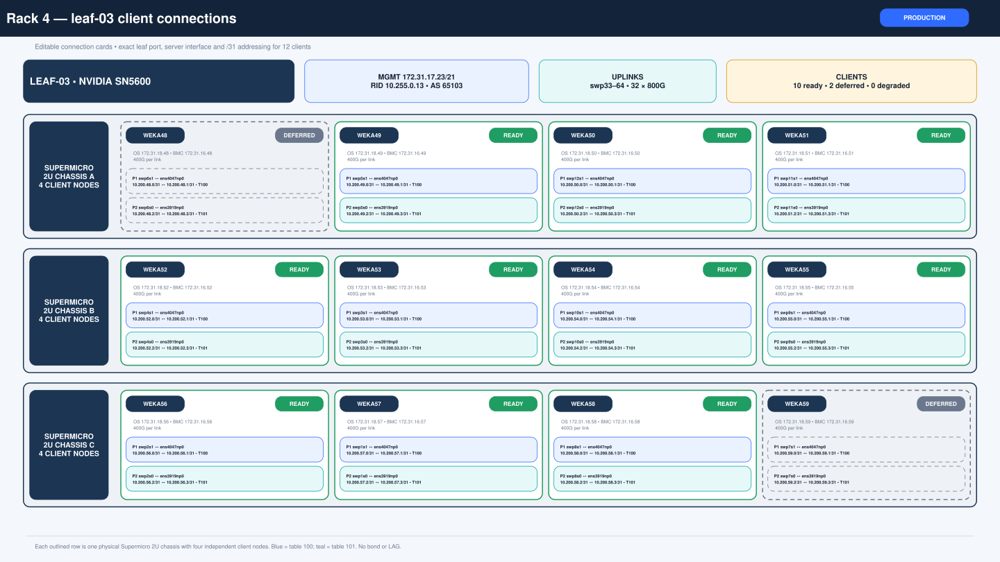 Rack 4 — leaf-03 client connections
PRODUCTION
Editable connection cards • exact leaf port, server interface and /31 addressing for 12 clients
LEAF-03 • NVIDIA SN5600
MGMT 172.31.17.23/21
RID 10.255.0.13 • AS 65103
UPLINKS
swp33–64 • 32 × 800G
CLIENTS
10 ready • 2 deferred • 0 degraded
SUPERMICRO
2U CHASSIS A
4 CLIENT NODES
WEKA48
DEFERRED
OS 172.31.18.48 • BMC 172.31.16.48
400G per link
P1 swp6s1 ↔ ens4047np0
10.200.48.0/31 ↔ 10.200.48.1/31 • T100
P2 swp6s0 ↔ ens3919np0
10.200.48.2/31 ↔ 10.200.48.3/31 • T101
WEKA49
READY
OS 172.31.18.49 • BMC 172.31.16.49
400G per link
P1 swp5s1 ↔ ens4047np0
10.200.49.0/31 ↔ 10.200.49.1/31 • T100
P2 swp5s0 ↔ ens3919np0
10.200.49.2/31 ↔ 10.200.49.3/31 • T101
WEKA50
READY
OS 172.31.18.50 • BMC 172.31.16.50
400G per link
P1 swp12s1 ↔ ens4047np0
10.200.50.0/31 ↔ 10.200.50.1/31 • T100
P2 swp12s0 ↔ ens3919np0
10.200.50.2/31 ↔ 10.200.50.3/31 • T101
WEKA51
READY
OS 172.31.18.51 • BMC 172.31.16.51
400G per link
P1 swp11s1 ↔ ens4047np0
10.200.51.0/31 ↔ 10.200.51.1/31 • T100
P2 swp11s0 ↔ ens3919np0
10.200.51.2/31 ↔ 10.200.51.3/31 • T101
SUPERMICRO
2U CHASSIS B
4 CLIENT NODES
WEKA52
READY
OS 172.31.18.52 • BMC 172.31.16.52
400G per link
P1 swp4s1 ↔ ens4047np0
10.200.52.0/31 ↔ 10.200.52.1/31 • T100
P2 swp4s0 ↔ ens3919np0
10.200.52.2/31 ↔ 10.200.52.3/31 • T101
WEKA53
READY
OS 172.31.18.53 • BMC 172.31.16.53
400G per link
P1 swp3s1 ↔ ens4047np0
10.200.53.0/31 ↔ 10.200.53.1/31 • T100
P2 swp3s0 ↔ ens3919np0
10.200.53.2/31 ↔ 10.200.53.3/31 • T101
WEKA54
READY
OS 172.31.18.54 • BMC 172.31.16.54
400G per link
P1 swp10s1 ↔ ens4047np0
10.200.54.0/31 ↔ 10.200.54.1/31 • T100
P2 swp10s0 ↔ ens3919np0
10.200.54.2/31 ↔ 10.200.54.3/31 • T101
WEKA55
READY
OS 172.31.18.55 • BMC 172.31.16.55
400G per link
P1 swp9s1 ↔ ens4047np0
10.200.55.0/31 ↔ 10.200.55.1/31 • T100
P2 swp9s0 ↔ ens3919np0
10.200.55.2/31 ↔ 10.200.55.3/31 • T101
SUPERMICRO
2U CHASSIS C
4 CLIENT NODES
WEKA56
READY
OS 172.31.18.56 • BMC 172.31.16.56
400G per link
P1 swp2s1 ↔ ens4047np0
10.200.56.0/31 ↔ 10.200.56.1/31 • T100
P2 swp2s0 ↔ ens3919np0
10.200.56.2/31 ↔ 10.200.56.3/31 • T101
WEKA57
READY
OS 172.31.18.57 • BMC 172.31.16.57
400G per link
P1 swp1s1 ↔ ens4047np0
10.200.57.0/31 ↔ 10.200.57.1/31 • T100
P2 swp1s0 ↔ ens3919np0
10.200.57.2/31 ↔ 10.200.57.3/31 • T101
WEKA58
READY
OS 172.31.18.58 • BMC 172.31.16.58
400G per link
P1 swp8s1 ↔ ens4047np0
10.200.58.0/31 ↔ 10.200.58.1/31 • T100
P2 swp8s0 ↔ ens3919np0
10.200.58.2/31 ↔ 10.200.58.3/31 • T101
WEKA59
DEFERRED
OS 172.31.18.59 • BMC 172.31.16.59
400G per link
P1 swp7s1 ↔ ens4047np0
10.200.59.0/31 ↔ 10.200.59.1/31 • T100
P2 swp7s0 ↔ ens3919np0
10.200.59.2/31 ↔ 10.200.59.3/31 • T101
Each outlined row is one physical Supermicro 2U chassis with four independent client nodes. Blue = table 100; teal = table 101. No bond or LAG.